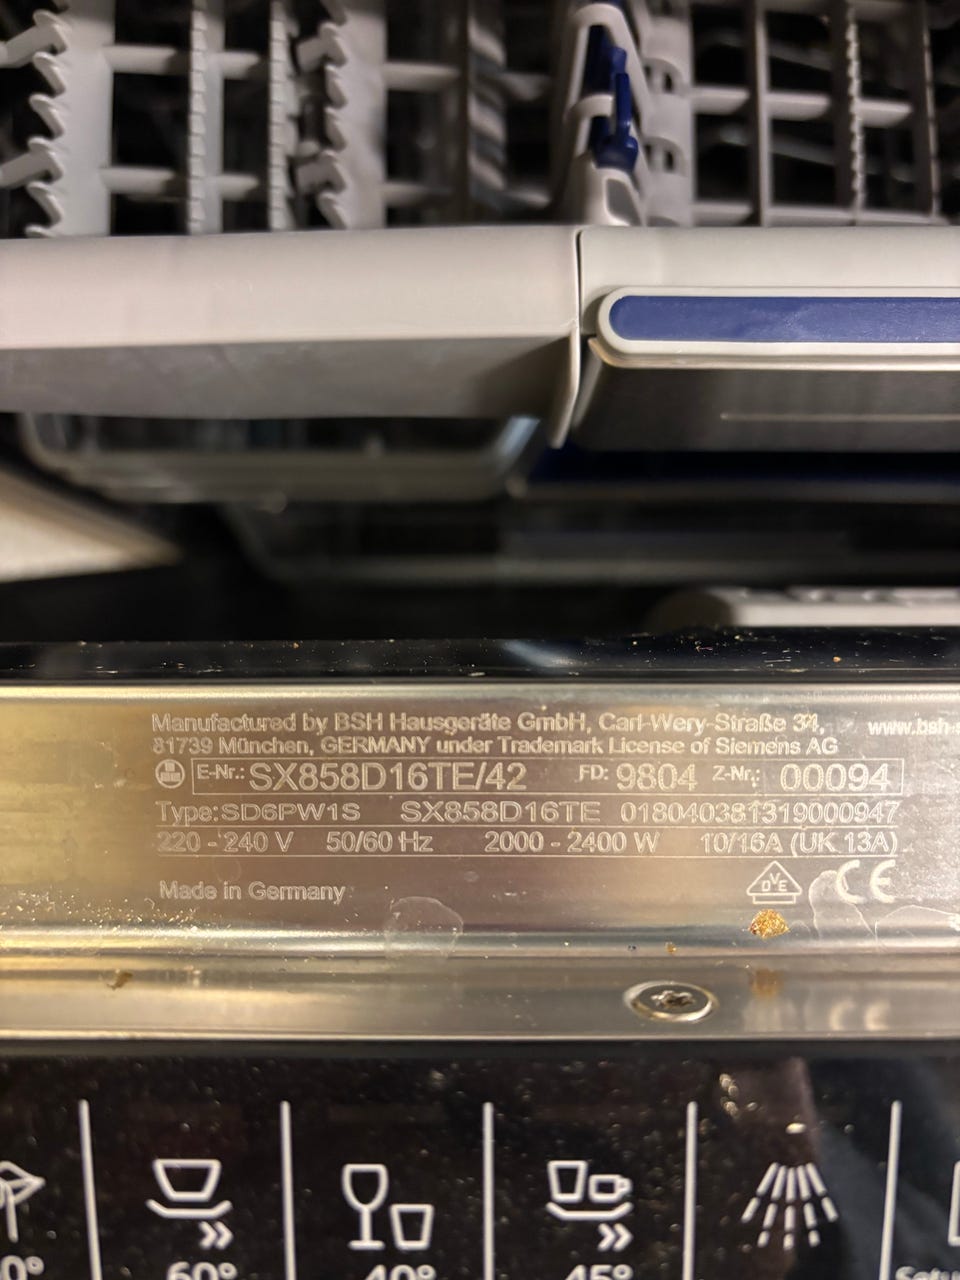 Manufactured by BSH Hausgeräte GmbH, Carl-Wery-Straße 34, www.bsh-
81739 München, GERMANY under Trademark License of Siemens AG
E-Nr.: SX858D16TE/42 FD: 9804 Z-Nr.: 00094
Type: SD6PW1S SX858D16TE 018040381319000947
220 - 240 V 50/60 Hz 2000 - 2400 W 10/16A (UK 13A)
Made in Germany DVE CE
60° 40° 45°